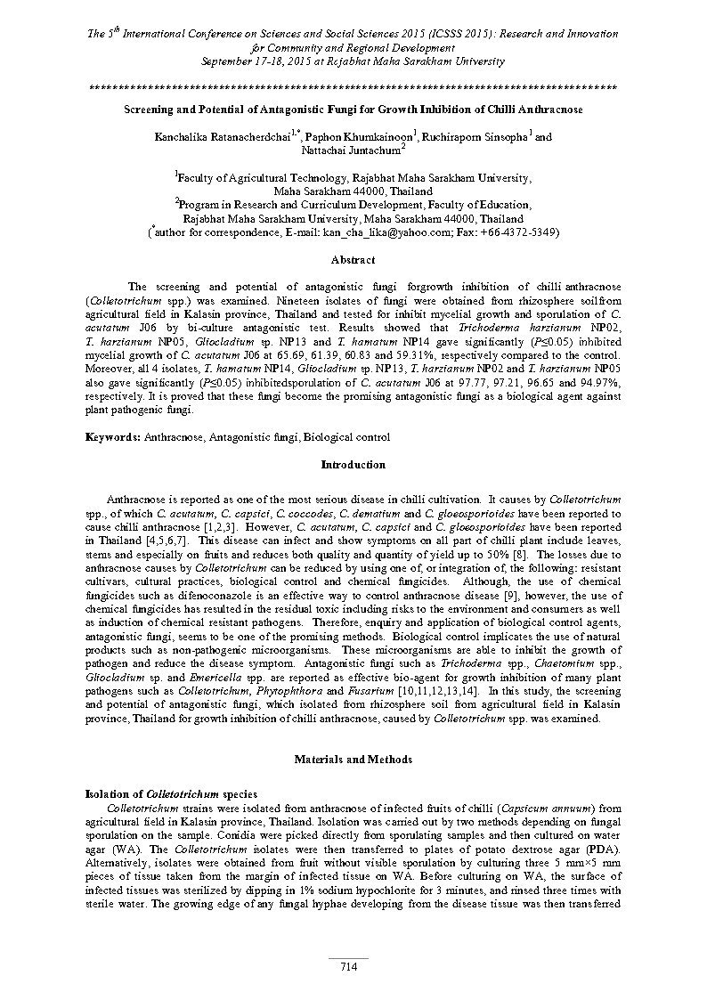 The 5th International Conference on Sciences and Social Sciences 2015 (ICSSS 2015): Research and Innovation
for Community and Regional Development
September 17-18, 2015 at Rajabhat Maha Sarakham University
******************************************************************************************
Screening and Potential of Antagonistic Fungi for Growth Inhibition of Chilli Anthracnose
Kanchalika Ratanacherdchai1,*, Paphon Khumkainoon1, Ruchiraporn Sinsopha1 and
Nattachai Juntachum2
1Faculty of Agricultural Technology, Rajabhat Maha Sarakham University,
Maha Sarakham 44000, Thailand
2Program in Research and Curriculum Development, Faculty of Education,
Rajabhat Maha Sarakham University, Maha Sarakham 44000, Thailand
(*author for correspondence, E-mail: kan_cha_lika@yahoo.com; Fax: +66-4372-5349)
Abstract
The screening and potential of antagonistic fungi forgrowth inhibition of chilli anthracnose
(Colletotrichum spp.) was examined. Nineteen isolates of fungi were obtained from rhizosphere soilfrom
agricultural field in Kalasin province, Thailand and tested for inhibit mycelial growth and sporulation of C.
acutatum J06 by bi-culture antagonistic test. Results showed that Trichoderma harzianum NP02,
T. harzianum NP05, Gliocladium sp. NP13 and T. hamatum NP14 gave significantly (P≤0.05) inhibited
mycelial growth of C. acutatum J06 at 65.69, 61.39, 60.83 and 59.31%, respectively compared to the control.
Moreover, all 4 isolates, T. hamatum NP14, Gliocladium sp. NP13, T. harzianum NP02 and T. harzianum NP05
also gave significantly (P≤0.05) inhibitedsporulation of C. acutatum J06 at 97.77, 97.21, 96.65 and 94.97%,
respectively. It is proved that these fungi become the promising antagonistic fungi as a biological agent against
plant pathogenic fungi.
Keywords: Anthracnose, Antagonistic fungi, Biological control
Introduction
Anthracnose is reported as one of the most serious disease in chilli cultivation. It causes by Colletotrichum
spp., of which C. acutatum, C. capsici, C. coccodes, C. dematium and C. gloeosporioides have been reported to
cause chilli anthracnose [1,2,3]. However, C. acutatum, C. capsici and C. gloeosporioides have been reported
in Thailand [4,5,6,7]. This disease can infect and show symptoms on all part of chilli plant include leaves,
stems and especially on fruits and reduces both quality and quantity of yield up to 50% [8]. The losses due to
anthracnose causes by Colletotrichum can be reduced by using one of, or integration of, the following: resistant
cultivars, cultural practices, biological control and chemical fungicides. Although, the use of chemical
fungicides such as difenoconazole is an effective way to control anthracnose disease [9], however, the use of
chemical fungicides has resulted in the residual toxic including risks to the environment and consumers as well
as induction of chemical resistant pathogens. Therefore, enquiry and application of biological control agents,
antagonistic fungi, seems to be one of the promising methods. Biological control implicates the use of natural
products such as non-pathogenic microorganisms. These microorganisms are able to inhibit the growth of
pathogen and reduce the disease symptom. Antagonistic fungi such as Trichoderma spp., Chaetomium spp.,
Gliocladium sp. and Emericella spp. are reported as effective bio-agent for growth inhibition of many plant
pathogens such as Colletotrichum, Phytophthora and Fusarium [10,11,12,13,14]. In this study, the screening
and potential of antagonistic fungi, which isolated from rhizosphere soil from agricultural field in Kalasin
province, Thailand for growth inhibition of chilli anthracnose, caused by Colletotrichum spp. was examined.
Materials and Methods
Isolation of Colletotrichum species
Colletotrichum strains were isolated from anthracnose of infected fruits of chilli (Capsicum annuum) from
agricultural field in Kalasin province, Thailand. Isolation was carried out by two methods depending on fungal
sporulation on the sample. Conidia were picked directly from sporulating samples and then cultured on water
agar (WA). The Colletotrichum isolates were then transferred to plates of potato dextrose agar (PDA).
Alternatively, isolates were obtained from fruit without visible sporulation by culturing three 5 mm×5 mm
pieces of tissue taken from the margin of infected tissue on WA. Before culturing on WA, the surface of
infected tissues was sterilized by dipping in 1% sodium hypochlorite for 3 minutes, and rinsed three times with
sterile water. The growing edge of any fungal hyphae developing from the disease tissue was then transferred
714